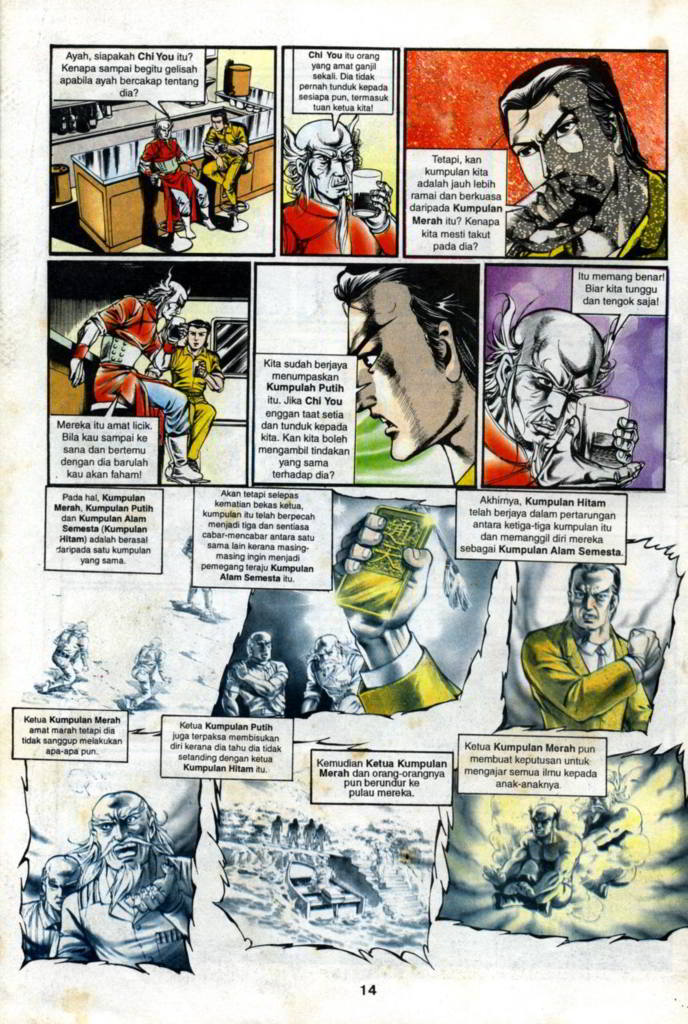 Ayah, siapakah Chi You itu?
Kenapa sampai begitu gelisah
apabila ayah bercakap tentang
dia?
Chi You itu orang
yang amat ganjil
sekali. Dia tidak
pernah tunduk kepada
sesiapa pun, termasuk
tuan ketua kita!
Tetapi, kan
kumpulan kita
adalah jauh lebih
ramai dan berkuasa
daripada Kumpulan
Merah itu? Kenapa
kita mesti takut
pada dia?
Mereka itu amat licik.
Bila kau sampai ke
sana dan bertemu
dengan dia barulah
kau akan faham!
Kita sudah berjaya
menumpaskan
Kumpulah Putih
itu. Jika Chi You
enggan taat setia
dan tunduk kepada
kita. Kan kita boleh
mengambil tindakan
yang sama
terhadap dia?
Itu memang benar!
Biar kita tunggu
dan tengok saja!
Pada hal, Kumpulan
Merah, Kumpulan Putih
dan Kumpulan Alam
Semesta (Kumpulan
Hitam) adalah berasal
daripada satu kumpulan
yang sama.
Akan tetapi selepas
kematian bekas ketua,
kumpulan itu telah berpecah
menjadi tiga dan sentiasa
cabar-mencabar antara satu
sama lain kerana masing-
masing ingin menjadi
pemegang teraju Kumpulan
Alam Semesta itu.
Akhirnya, Kumpulan Hitam
telah berjaya dalam pertarungan
antara ketiga-tiga kumpulan itu
dan memanggil diri mereka
sebagai Kumpulan Alam Semesta.
Ketua Kumpulan Merah
amat marah tetapi dia
tidak sanggup melakukan
apa-apa pun.
Ketua Kumpulan Putih
juga terpaksa membisukan
diri kerana dia tahu dia tidak
setanding dengan ketua
Kumpulan Hitam itu.
Kemudian Ketua Kumpulan
Merah dan orang-orangnya
pun berundur ke
pulau mereka.
Ketua Kumpulan Merah pun
membuat keputusan untuk
mengajar semua ilmu kepada
anak-anaknya.
14